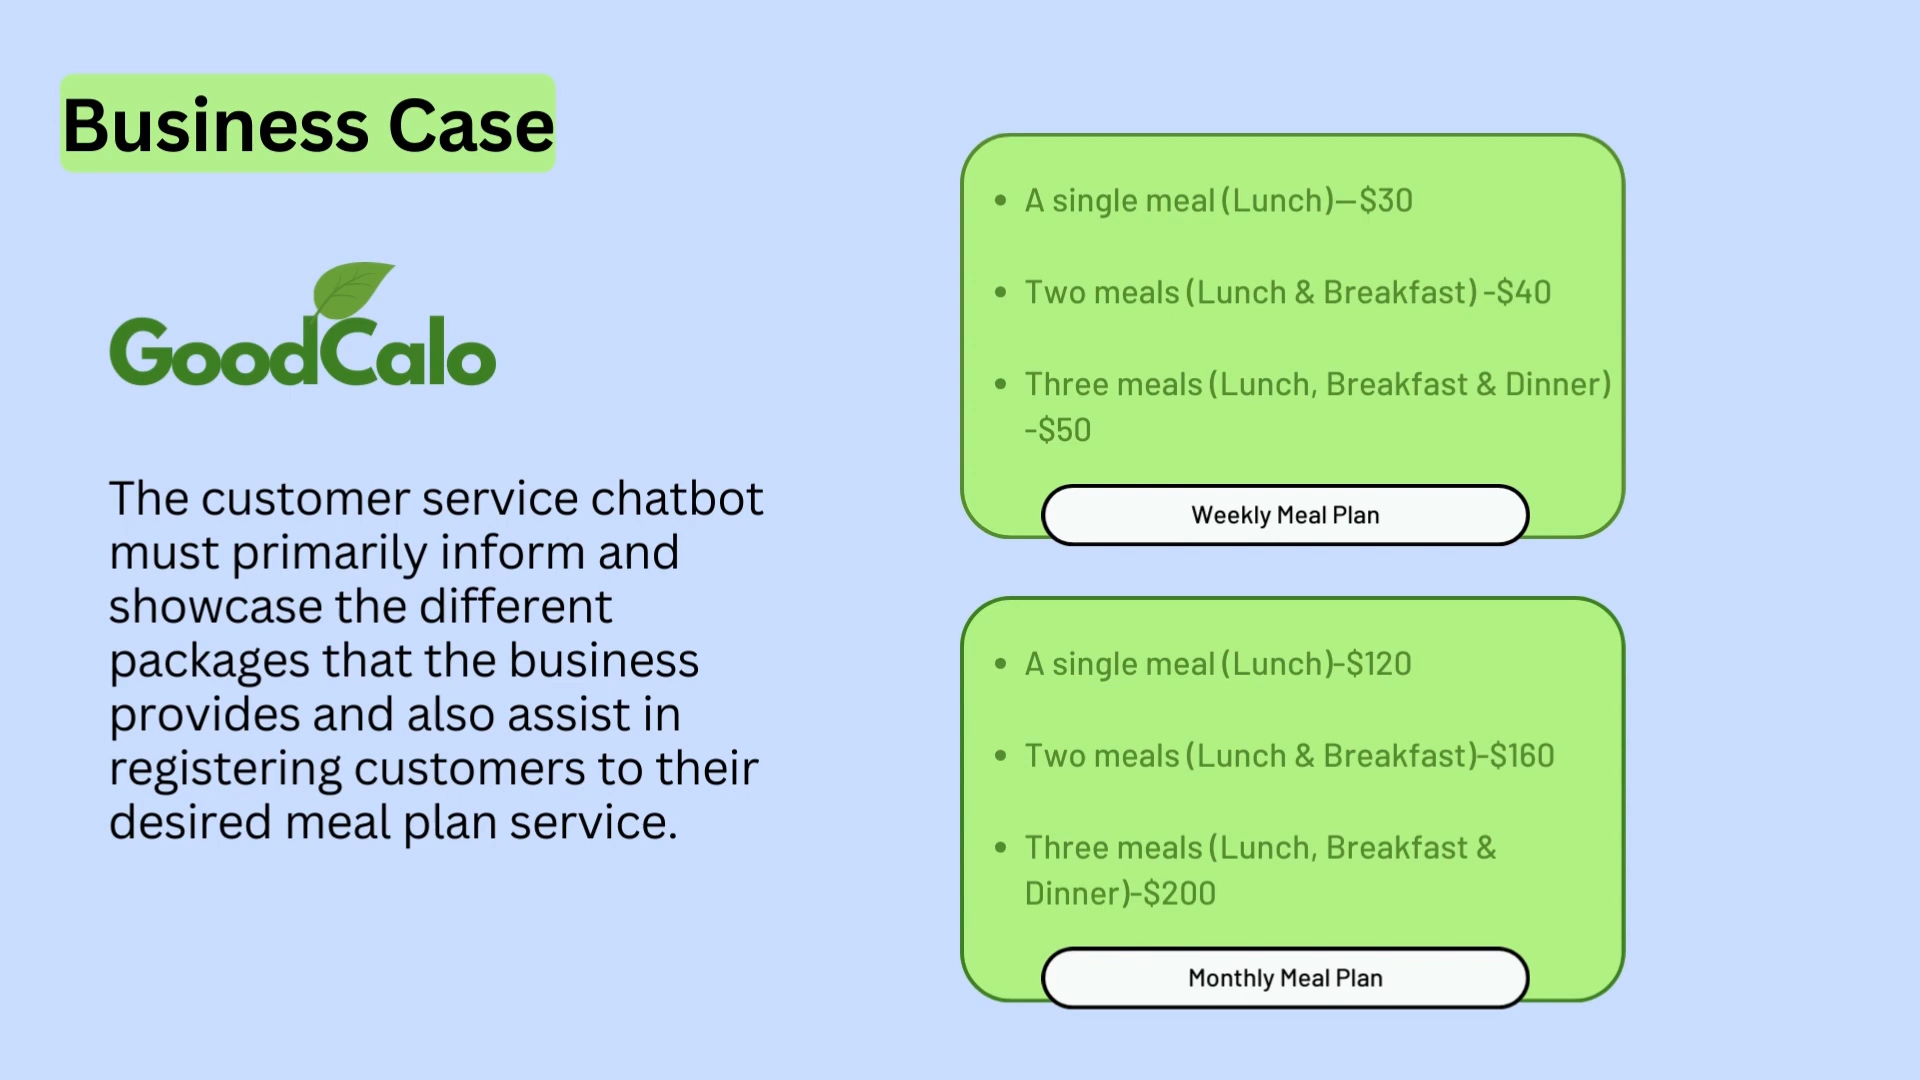 Business Case
GoodCalo
The customer service chatbot
must primarily inform and
showcase the different
packages that the business
provides and also assist in
registering customers to their
desired meal plan service.
• A single meal (Lunch)—$30
• Two meals (Lunch & Breakfast) -$40
• Three meals (Lunch, Breakfast & Dinner)
-$50
Weekly Meal Plan
• A single meal (Lunch)-$120
• Two meals (Lunch & Breakfast)-$160
• Three meals (Lunch, Breakfast &
Dinner)-$200
Monthly Meal Plan